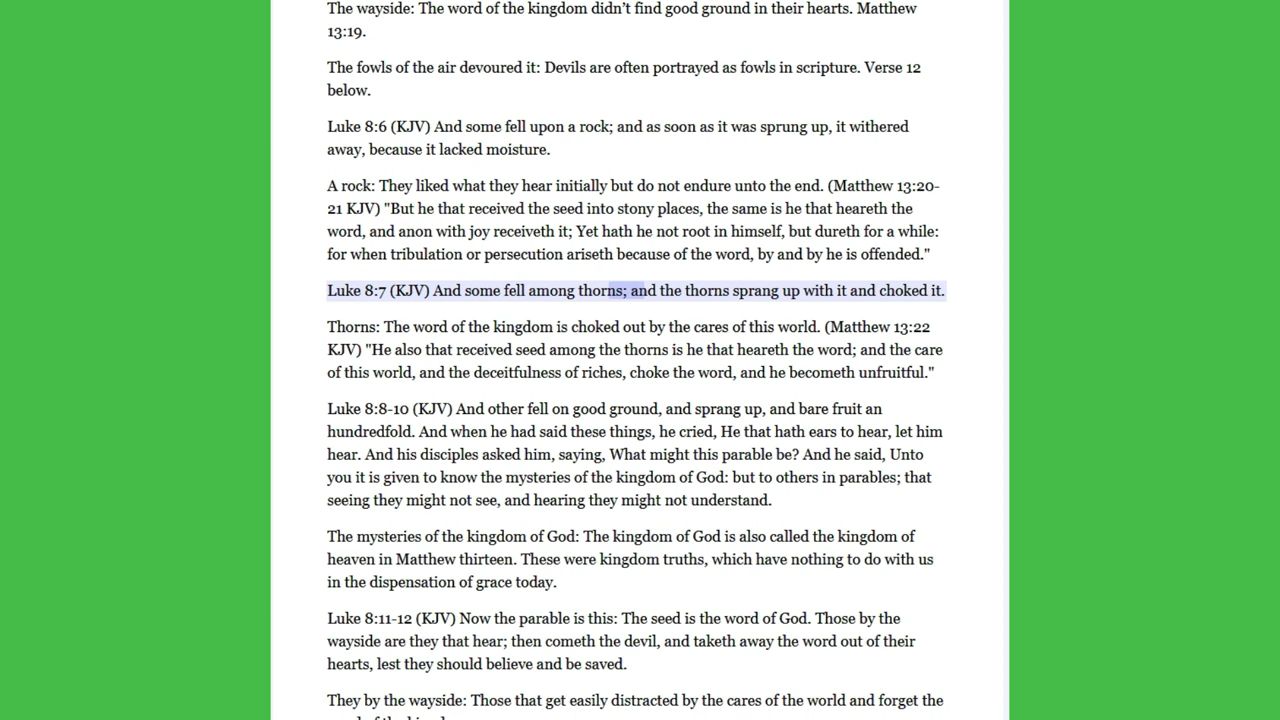 The wayside: The word of the kingdom didn’t find good ground in their hearts. Matthew
13:19.
The fowls of the air devoured it: Devils are often portrayed as fowls in scripture. Verse 12
below.
Luke 8:6 (KJV) And some fell upon a rock; and as soon as it was sprung up, it withered
away, because it lacked moisture.
A rock: They liked what they hear initially but do not endure unto the end. (Matthew 13:20-
21 KJV) "But he that received the seed into stony places, the same is he that heareth the
word, and anon with joy receiveth it; Yet hath he not root in himself, but dureth for a while:
for when tribulation or persecution ariseth because of the word, by and by he is offended."
Luke 8:7 (KJV) And some fell among thorns; and the thorns sprang up with it and choked it.
Thorns: The word of the kingdom is choked out by the cares of this world. (Matthew 13:22
KJV) "He also that received seed among the thorns is he that heareth the word; and the care
of this world, and the deceitfulness of riches, choke the word, and he becometh unfruitful."
Luke 8:8-10 (KJV) And other fell on good ground, and sprang up, and bare fruit an
hundredfold. And when he had said these things, he cried, He that hath ears to hear, let him
hear. And his disciples asked him, saying, What might this parable be? And he said, Unto
you it is given to know the mysteries of the kingdom of God: but to others in parables; that
seeing they might not see, and hearing they might not understand.
The mysteries of the kingdom of God: The kingdom of God is also called the kingdom of
heaven in Matthew thirteen. These were kingdom truths, which have nothing to do with us
in the dispensation of grace today.
Luke 8:11-12 (KJV) Now the parable is this: The seed is the word of God. Those by the
wayside are they that hear; then cometh the devil, and taketh away the word out of their
hearts, lest they should believe and be saved.
They by the wayside: Those that get easily distracted by the cares of the world and forget the